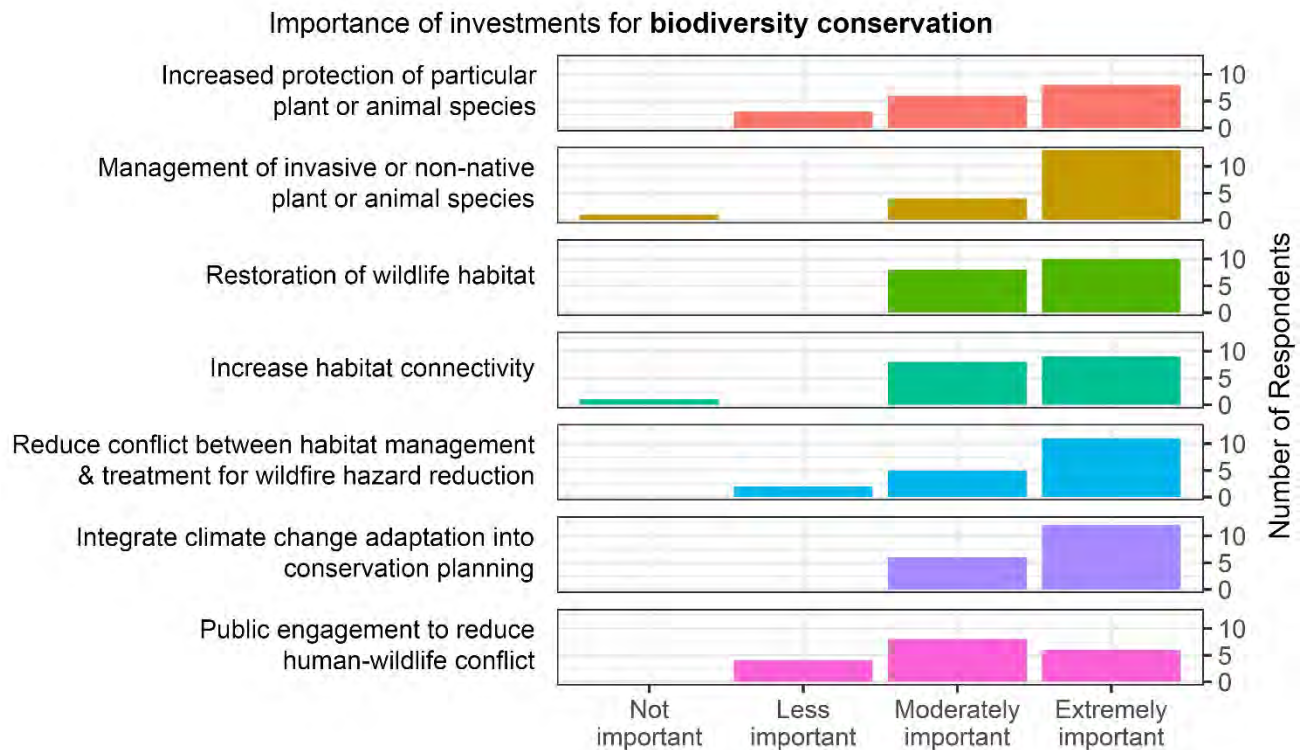 Importance of investments for biodiversity conservation
Increased protection of particular
plant or animal species
10
5
0
Management of invasive or non-native
plant or animal species
10
5
0
Restoration of wildlife habitat
10
5
0
Increase habitat connectivity
10
5
0
Reduce conflict between habitat management
& treatment for wildfire hazard reduction
10
5
0
Integrate climate change adaptation into
conservation planning
10
5
0
Public engagement to reduce
human-wildlife conflict
10
5
0
Number of Respondents
Not
important
Less
important
Moderately
important
Extremely
important